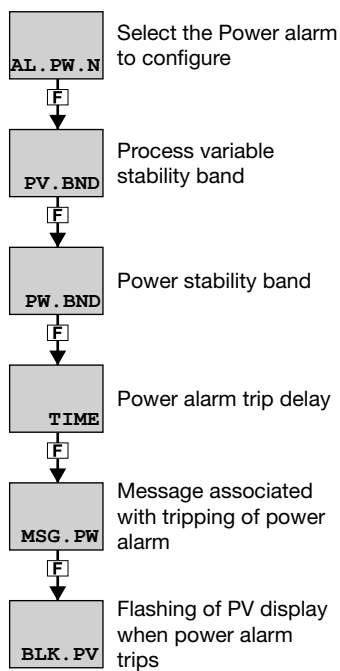 AL.PW.N
Select the Power alarm
to configure
F
PV.BND
Process variable
stability band
F
PW.BND
Power stability band
F
TIME
Power alarm trip delay
F
MSG.PW
Message associated
with tripping of power
alarm
F
BLK.PV
Flashing of PV display
when power alarm
trips